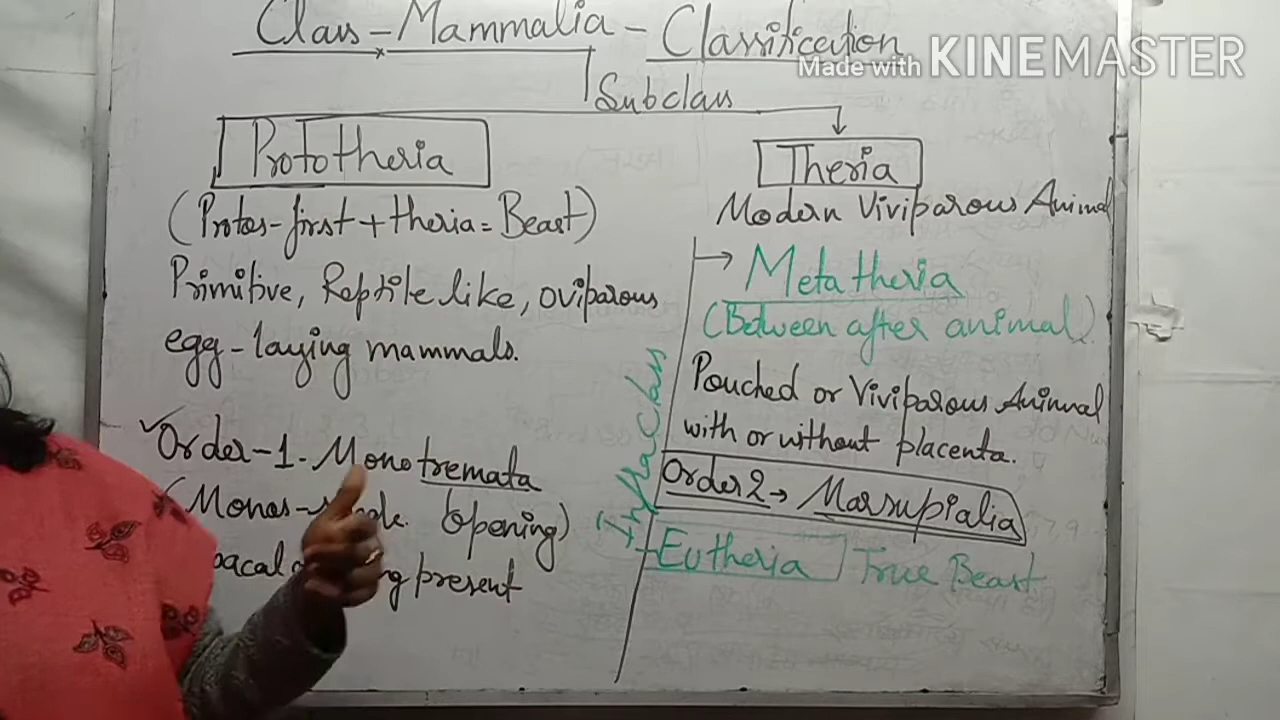 Class - Mammalia - Classification
Made with KINEMASTER
Subclass
Prototheria
(Protos-first + theria = Beast)
Primitive, Reptile like, oviparous
egg-laying mammals.
Order-1. Monotremata
(Monos- opening)
present
Theria
Modern Viviparous Animal
Metatheria
(Between after animal)
Pouched or Viviparous Animal
with or without placenta.
Order 2 → Marsupialia
(Infraclass
Eutheria True Beast